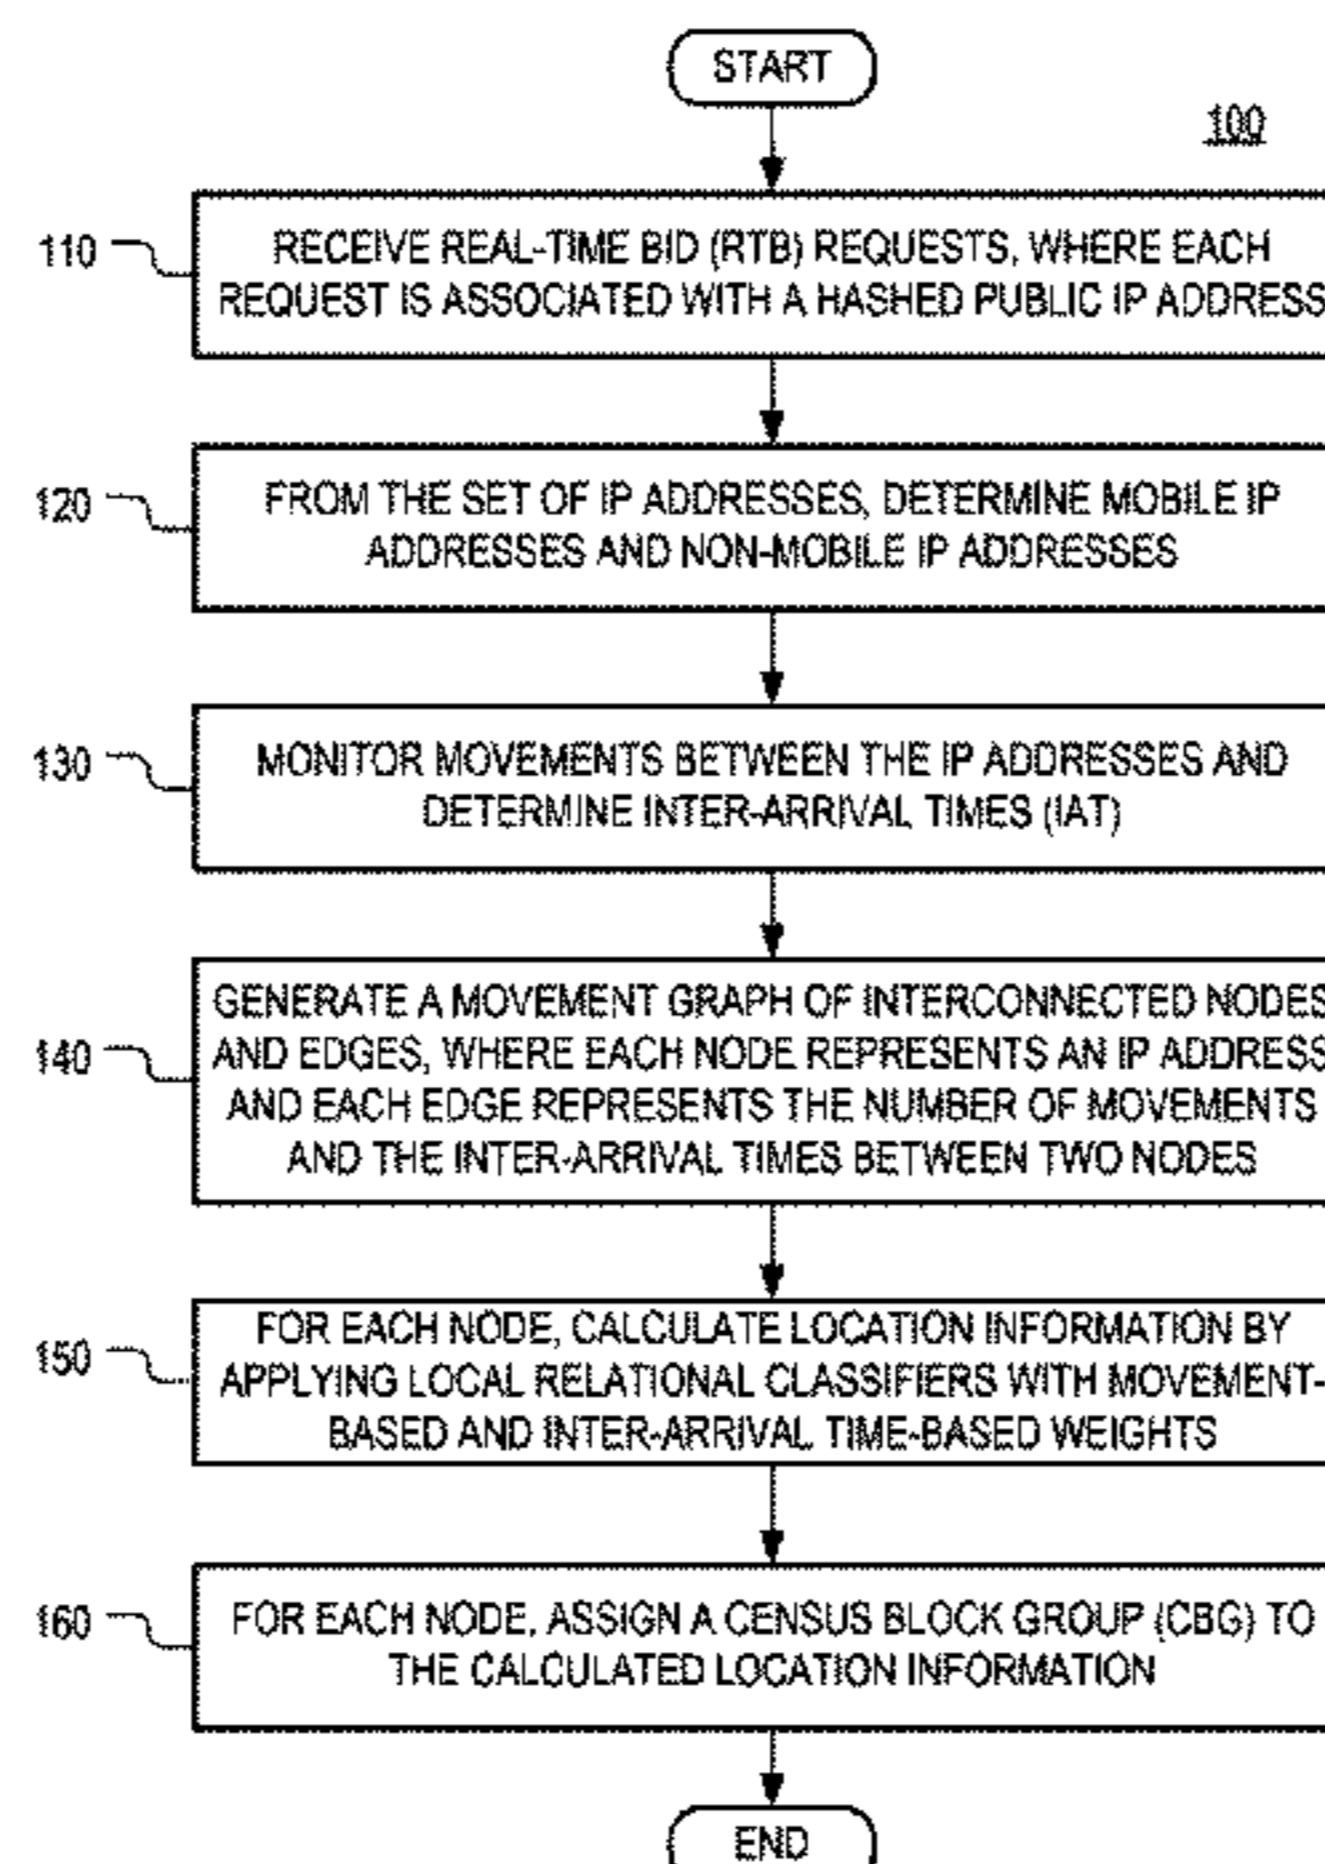 START
100
110
RECEIVE REAL-TIME BID (RTB) REQUESTS, WHERE EACH
REQUEST IS ASSOCIATED WITH A HASHED PUBLIC IP ADDRESS
120
FROM THE SET OF IP ADDRESSES, DETERMINE MOBILE IP
ADDRESSES AND NON-MOBILE IP ADDRESSES
130
MONITOR MOVEMENTS BETWEEN THE IP ADDRESSES AND
DETERMINE INTER-ARRIVAL TIMES (IAT)
140
GENERATE A MOVEMENT GRAPH OF INTERCONNECTED NODES
AND EDGES, WHERE EACH NODE REPRESENTS AN IP ADDRESS
AND EACH EDGE REPRESENTS THE NUMBER OF MOVEMENTS
AND THE INTER-ARRIVAL TIMES BETWEEN TWO NODES
150
FOR EACH NODE, CALCULATE LOCATION INFORMATION BY
APPLYING LOCAL RELATIONAL CLASSIFIERS WITH MOVEMENT-
BASED AND INTER-ARRIVAL TIME-BASED WEIGHTS
160
FOR EACH NODE, ASSIGN A CENSUS BLOCK GROUP (CBG) TO
THE CALCULATED LOCATION INFORMATION
END